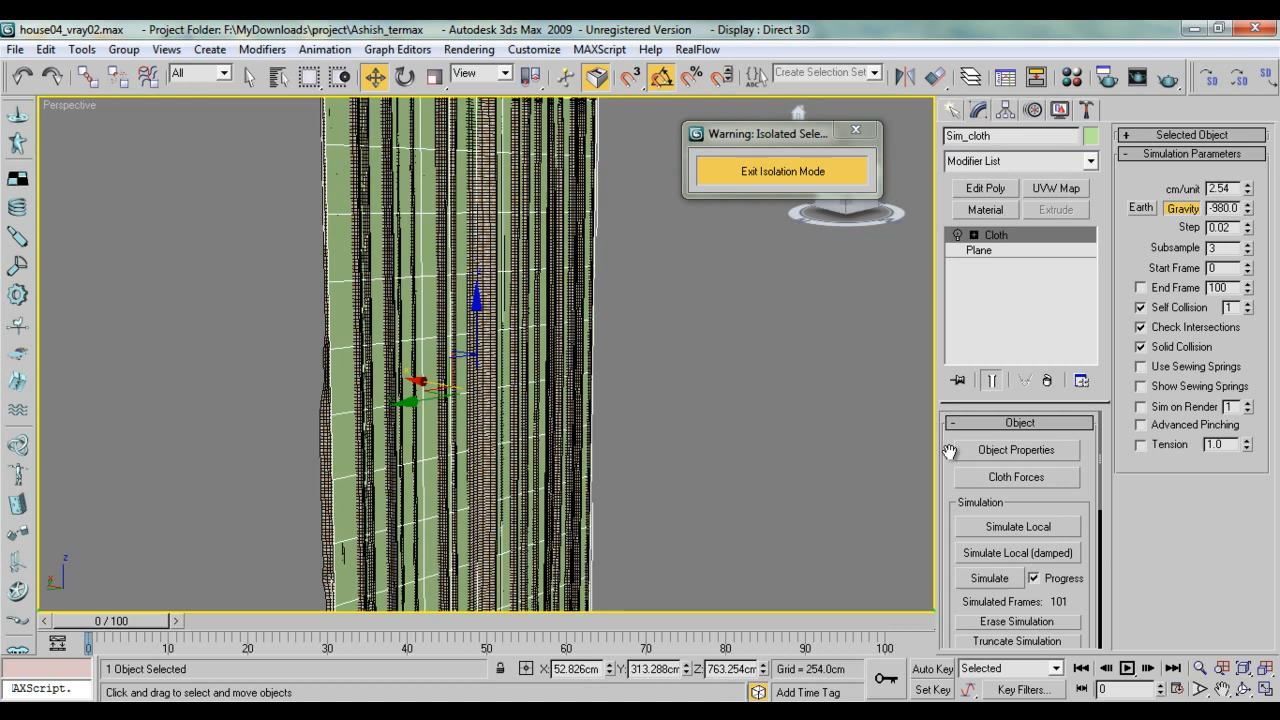 house04_vray02.max - Project Folder: F:\MyDownloads\project\Ashish_termax - Autodesk 3ds Max 2009 - Unregistered Version - Display : Direct 3D
File Edit Tools Group Views Create Modifiers Animation Graph Editors Rendering Customize MAXScript Help RealFlow
All View Create Selection Set
Perspective
Warning: Isolated Sele...
Exit Isolation Mode
Sim_cloth
Modifier List
Edit Poly UVW Map
Material Extrude
Cloth
Plane
Object
Object Properties
Cloth Forces
Simulation
Simulate Local
Simulate Local (damped)
Simulate Progress
Simulated Frames: 101
Erase Simulation
Truncate Simulation
Selected Object
Simulation Parameters
cm/unit 2.54
Earth Gravity -980.0
Step 0.02
Subsample 3
Start Frame 0
End Frame 100
Self Collision 1
Check Intersections
Solid Collision
Use Sewing Springs
Show Sewing Springs
Sim on Render 1
Advanced Pinching
Tension 1.0
0 / 100
0 10 20 30 40 50 60 70 80 90 100
1 Object Selected X: 52.826cm Y: 313.288cm Z: 763.254cm Grid = 254.0cm Auto Key Selected
AXScript. Click and drag to select and move objects Add Time Tag Set Key Key Filters... 0